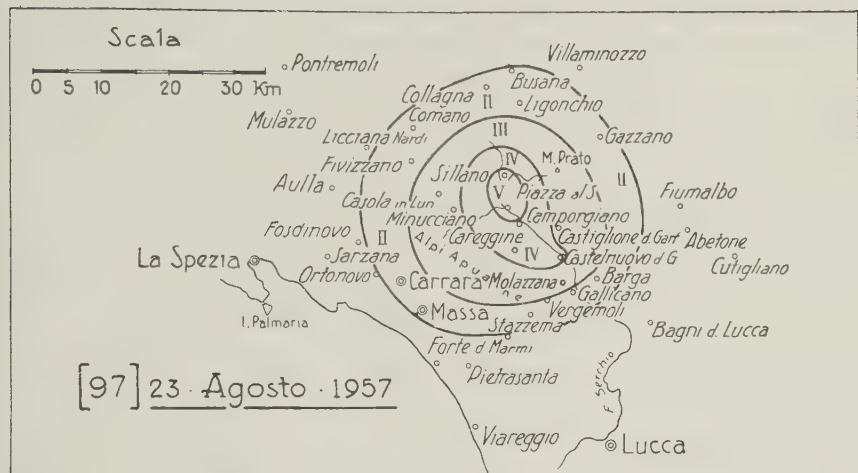 Scala
0 5 10 20 30 Km
Pontremoli
Villaminozzo
Busana
Collagna
II
Ligonchio
Mulazzo
Comano
III
Gazzano
Licciana Nardi
IV
M. Prato
Fivizzano
Sillano
II
Aulla
V
Piazza al S.
Fiumalbo
Casola in Lun
Minucciano
Camporgiano
Fosdinovo
II
Careggine
Castiglione d. Garf
Abetone
Sarzana
Alpi Apuane
IV
Castelnuovo d G
Cutigliano
La Spezia
Ortonovo
Carrara
Molazzana
Barga
Gallicano
Massa
Vergemoli
I. Palmaria
Stazzema
Bagni d. Lucca
Forte d Marmi
[97] 23 · Agosto · 1957
Pietrasanta
F Serchio
Viareggio
Lucca